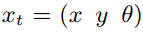 x_t = (x y θ)